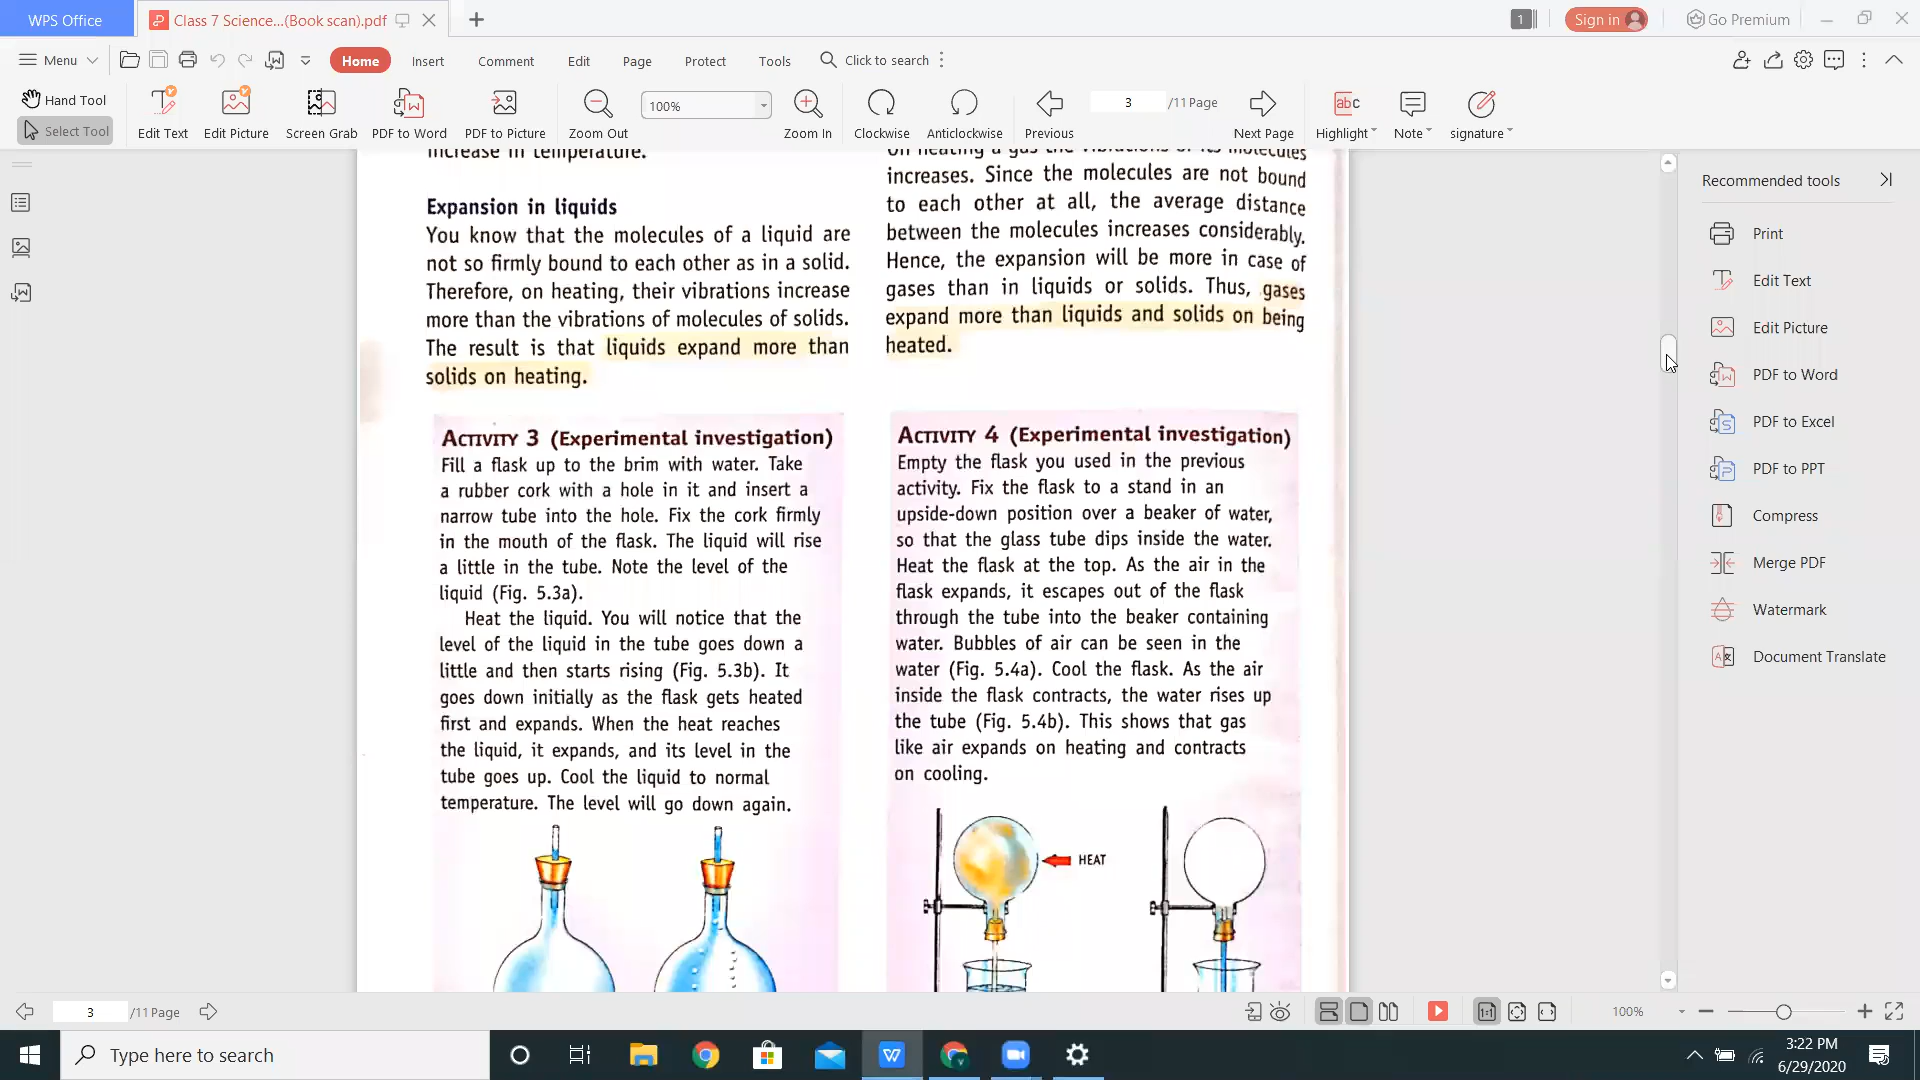 WPS Office
Class 7 Science...(Book scan).pdf
1
Sign in
Go Premium
Menu
Home
Insert
Comment
Edit
Page
Protect
Tools
Click to search
Hand Tool
Select Tool
Edit Text
Edit Picture
Screen Grab
PDF to Word
PDF to Picture
Zoom Out
100%
Zoom In
Clockwise
Anticlockwise
Previous
3 /11Page
Next Page
Highlight
Note
signature
increase in temperature.
Expansion in liquids
You know that the molecules of a liquid are
not so firmly bound to each other as in a solid.
Therefore, on heating, their vibrations increase
more than the vibrations of molecules of solids.
The result is that liquids expand more than
solids on heating.
ACTIVITY 3 (Experimental investigation)
Fill a flask up to the brim with water. Take
a rubber cork with a hole in it and insert a
narrow tube into the hole. Fix the cork firmly
in the mouth of the flask. The liquid will rise
a little in the tube. Note the level of the
liquid (Fig. 5.3a).
Heat the liquid. You will notice that the
level of the liquid in the tube goes down a
little and then starts rising (Fig. 5.3b). It
goes down initially as the flask gets heated
first and expands. When the heat reaches
the liquid, it expands, and its level in the
tube goes up. Cool the liquid to normal
temperature. The level will go down again.
On heating a gas the vibrations of its molecules
increases. Since the molecules are not bound
to each other at all, the average distance
between the molecules increases considerably.
Hence, the expansion will be more in case of
gases than in liquids or solids. Thus, gases
expand more than liquids and solids on being
heated.
ACTIVITY 4 (Experimental investigation)
Empty the flask you used in the previous
activity. Fix the flask to a stand in an
upside-down position over a beaker of water,
so that the glass tube dips inside the water.
Heat the flask at the top. As the air in the
flask expands, it escapes out of the flask
through the tube into the beaker containing
water. Bubbles of air can be seen in the
water (Fig. 5.4a). Cool the flask. As the air
inside the flask contracts, the water rises up
the tube (Fig. 5.4b). This shows that gas
like air expands on heating and contracts
on cooling.
HEAT
Recommended tools
Print
Edit Text
Edit Picture
PDF to Word
PDF to Excel
PDF to PPT
Compress
Merge PDF
Watermark
Document Translate
3 /11Page
100%
Type here to search
3:22 PM
6/29/2020